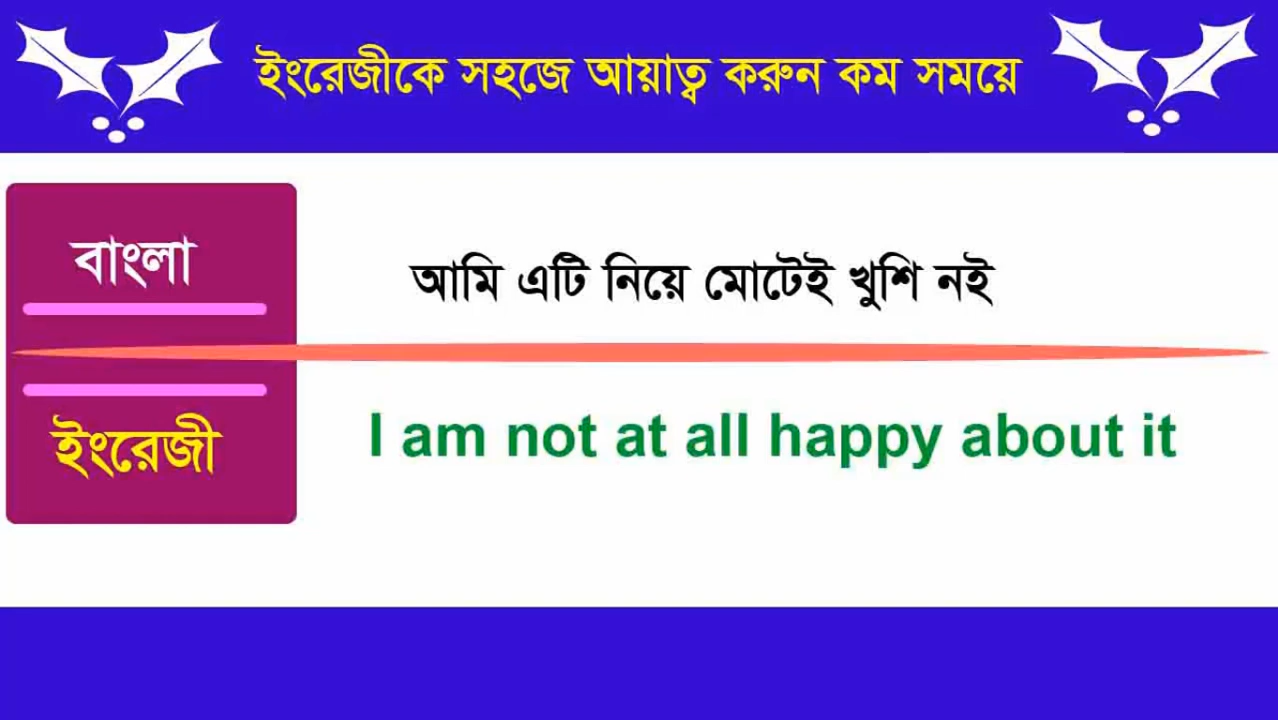 ইংরেজীকে সহজে আয়াত্ব করুন কম সময়ে
বাংলা
আমি এটি নিয়ে মোটেই খুশি নই
ইংরেজী
I am not at all happy about it